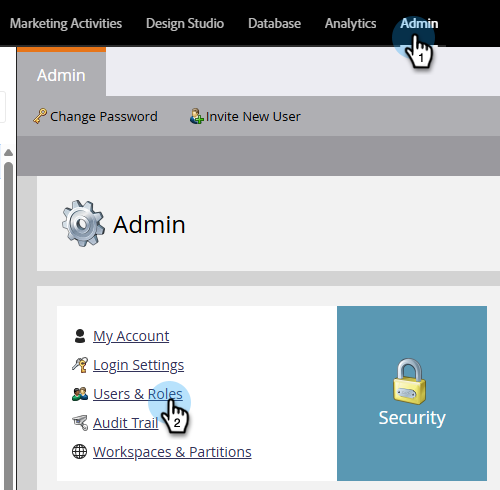 Marketing Activities Design Studio Database Analytics Admin
1
Admin
Change Password Invite New User
Admin
My Account
Login Settings
Users & Roles
2
Audit Trail
Workspaces & Partitions
Security